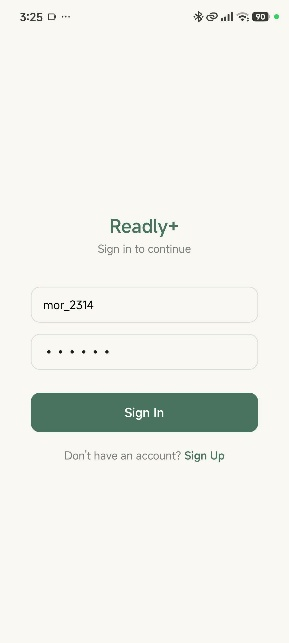 3:25 ...
90
Readly+
Sign in to continue
mor_2314
••••••
Sign In
Don't have an account? Sign Up